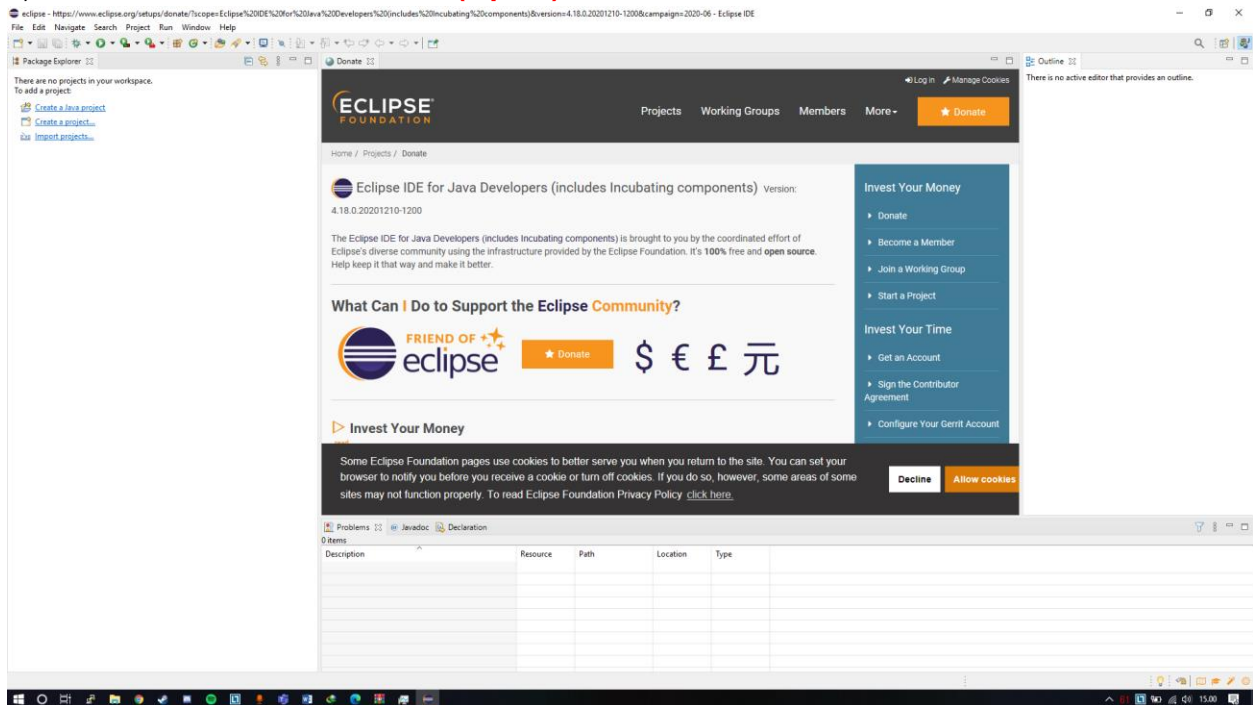 eclipse - https://www.eclipse.org/setups/donate/?scope=Eclipse%20IDE%20for%20Java%20Developers%20(includes%20Incubating%20components)&version=4.18.0.20201210-1200&campaign=2020-06 - Eclipse IDE
File Edit Navigate Search Project Run Window Help
Package Explorer
There are no projects in your workspace.
To add a project:
Create a Java project
Create a project...
Import projects...
Donate
Log in Manage Cookies
ECLIPSE
FOUNDATION
Projects Working Groups Members More
Donate
Home / Projects / Donate
Eclipse IDE for Java Developers (includes Incubating components) Version:
4.18.0.20201210-1200
The Eclipse IDE for Java Developers (includes Incubating components) is brought to you by the coordinated effort of
Eclipse's diverse community using the infrastructure provided by the Eclipse Foundation. It's 100% free and open source.
Help keep it that way and make it better.
What Can I Do to Support the Eclipse Community?
FRIEND OF
eclipse
Donate
$ € £ 元
Invest Your Money
Invest Your Money
Donate
Become a Member
Join a Working Group
Start a Project
Invest Your Time
Get an Account
Sign the Contributor
Agreement
Configure Your Gerrit Account
Some Eclipse Foundation pages use cookies to better serve you when you return to the site. You can set your
browser to notify you before you receive a cookie or turn off cookies. If you do so, however, some areas of some
sites may not function properly. To read Eclipse Foundation Privacy Policy click here.
Decline
Allow cookies
Outline
There is no active editor that provides an outline.
Problems Javadoc Declaration
0 items
Description Resource Path Location Type
15.00